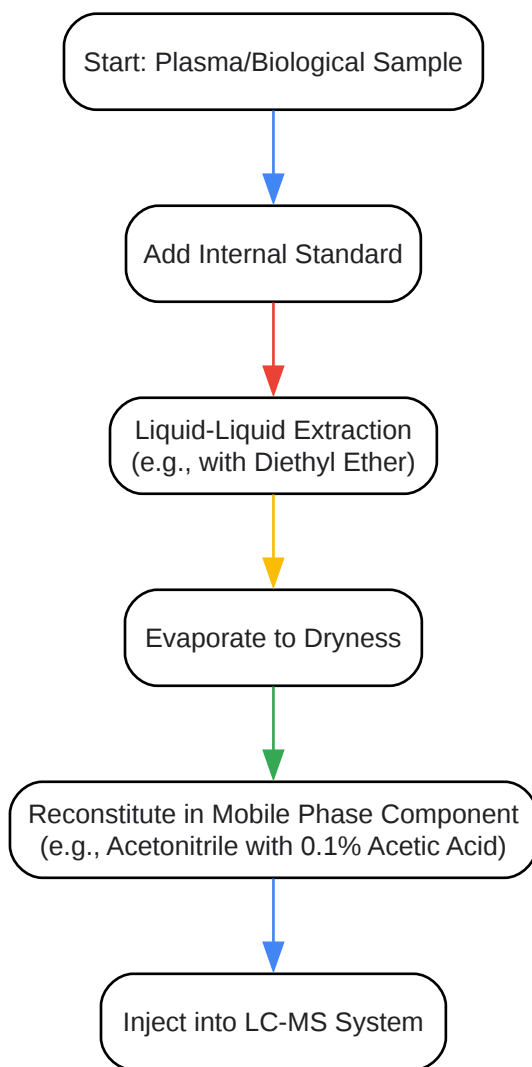 Start: Plasma/Biological Sample
Add Internal Standard
Liquid-Liquid Extraction
(e.g., with Diethyl Ether)
Evaporate to Dryness
Reconstitute in Mobile Phase Component
(e.g., Acetonitrile with 0.1% Acetic Acid)
Inject into LC-MS System